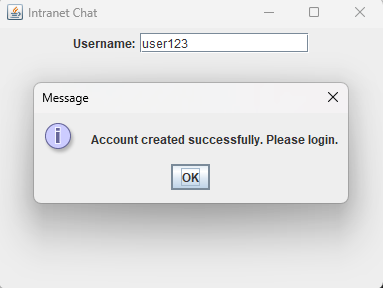 Intranet Chat
Username: user123
Message
Account created successfully. Please login.
OK